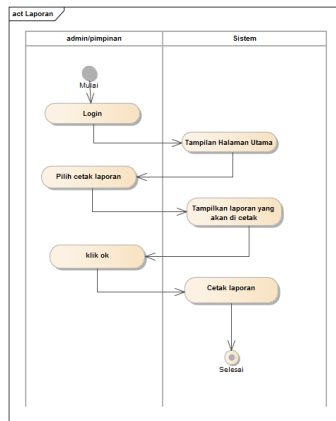 act Laporan
admin/pimpinan
Sistem
Mulai
Login
Tampilan Halaman Utama
Pilih cetak laporan
Tampilkan laporan yang
akan di cetak
klik ok
Cetak laporan
Selesai